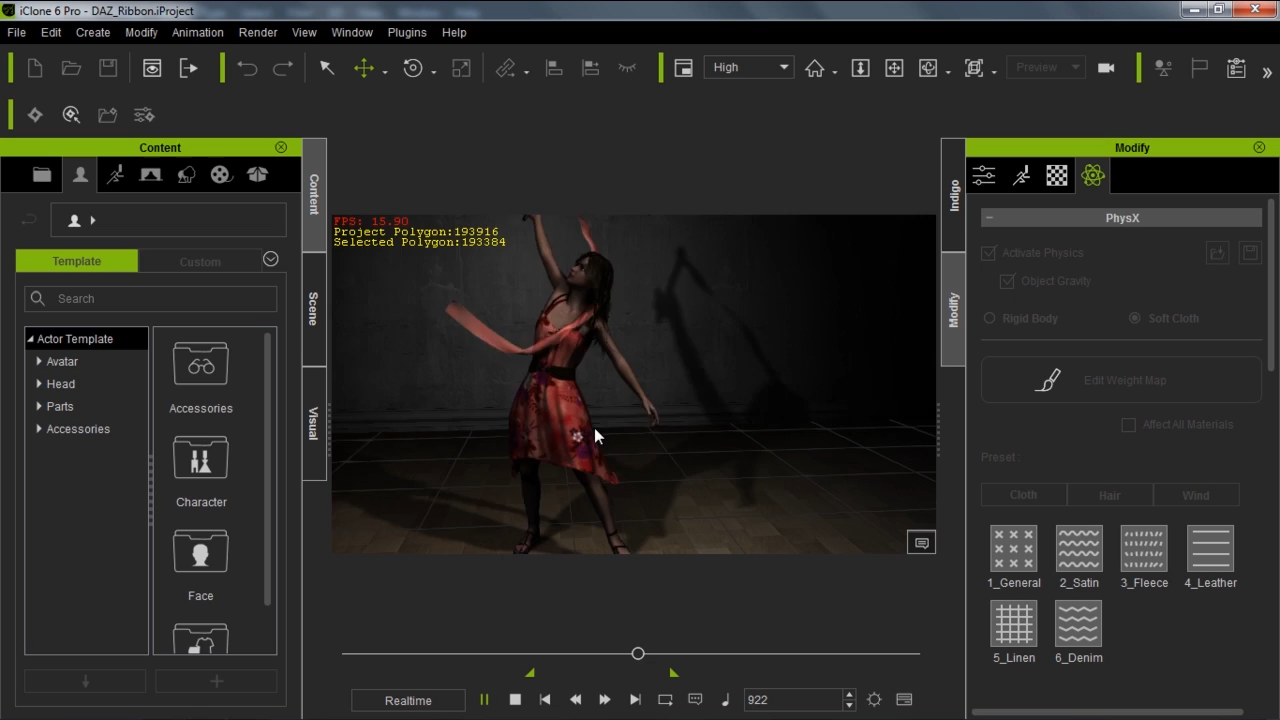 iClone 6 Pro - DAZ_Ribbon.iProject
File Edit Create Modify Animation Render View Window Plugins Help
High
Preview
Content
Template
Custom
Search
Actor Template
Avatar
Head
Parts
Accessories
Accessories
Character
Face
Content
Scene
Visual
FPS: 15.90
Project Polygon:193916
Selected Polygon:193384
Realtime
922
Indigo
Modify
Modify
PhysX
Activate Physics
Object Gravity
Rigid Body
Soft Cloth
Edit Weight Map
Affect All Materials
Preset :
Cloth
Hair
Wind
1_General
2_Satin
3_Fleece
4_Leather
5_Linen
6_Denim